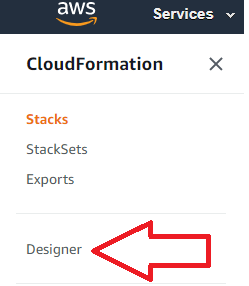 aws
Services
CloudFormation
Stacks
StackSets
Exports
Designer